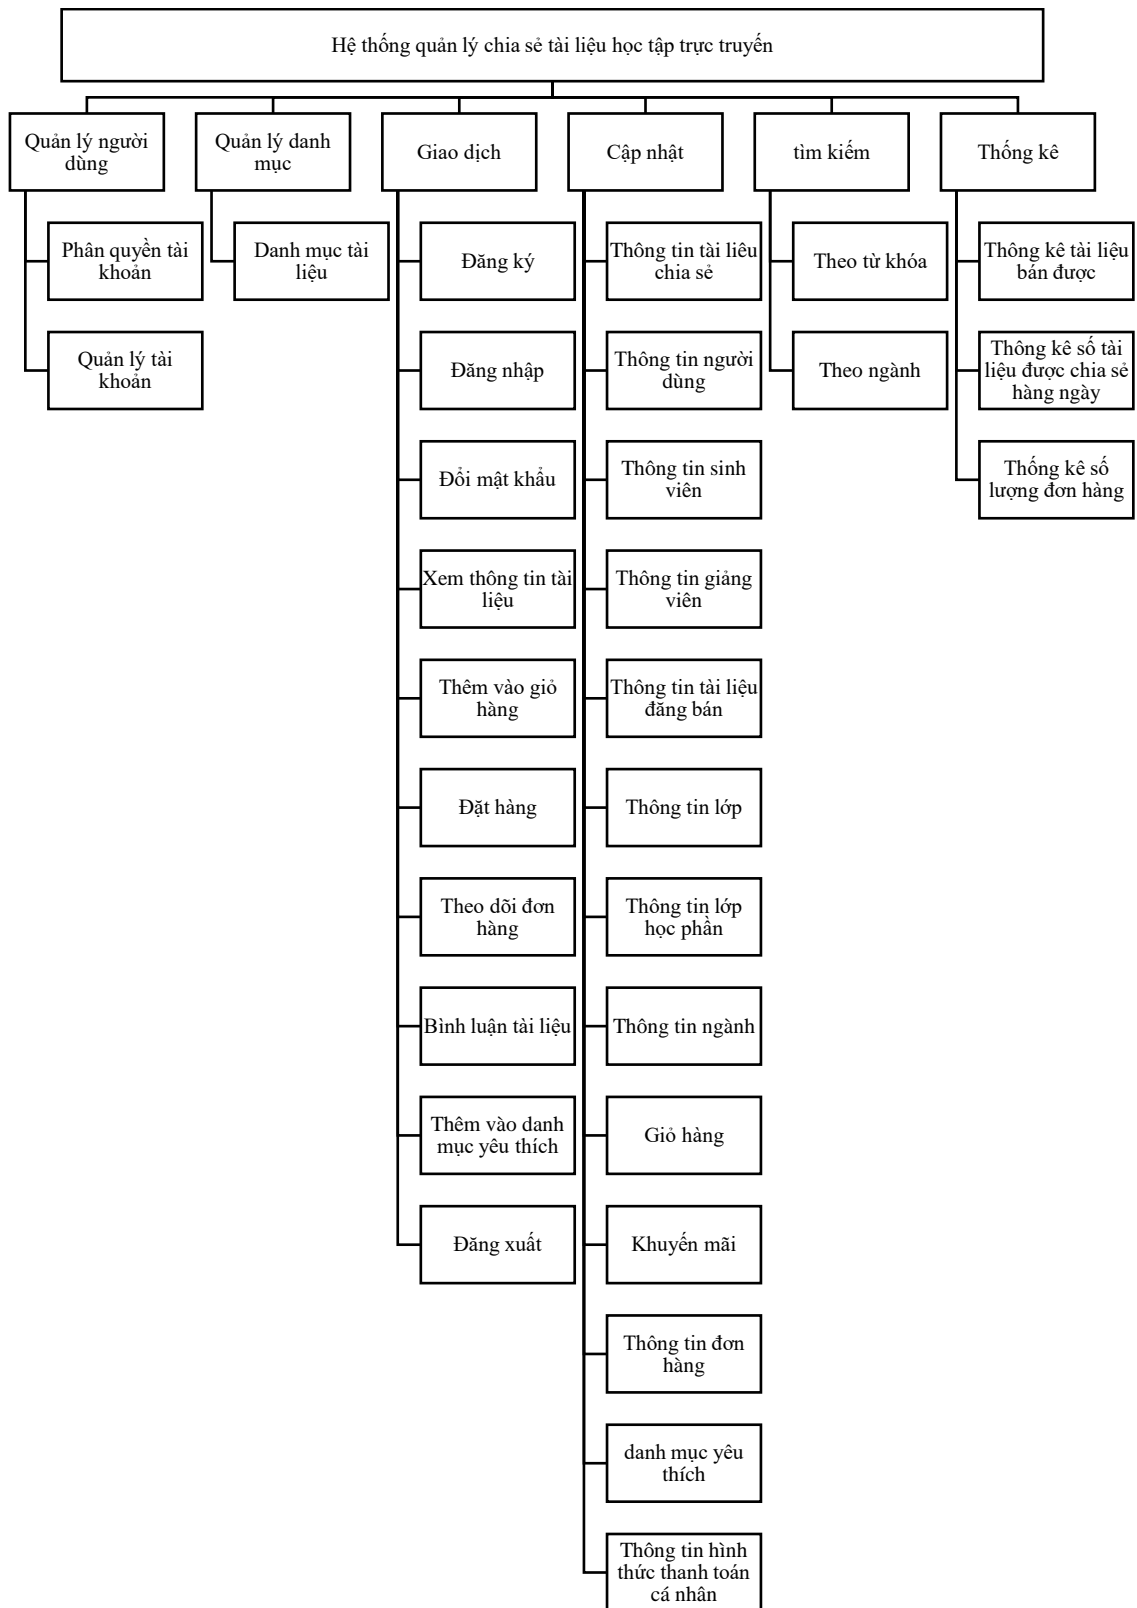 Hệ thống quản lý chia sẻ tài liệu học tập trực truyến
Quản lý người
dùng
Quản lý danh
mục
Giao dịch
Cập nhật
tìm kiếm
Thống kê
Phân quyền tài
khoản
Quản lý tài
khoản
Danh mục tài
liệu
Đăng ký
Đăng nhập
Đổi mật khẩu
Xem thông tin tài
liệu
Thêm vào giỏ
hàng
Đặt hàng
Theo dõi đơn
hàng
Bình luận tài liệu
Thêm vào danh
mục yêu thích
Đăng xuất
Thông tin tài liêu
chia sẻ
Thông tin người
dùng
Thông tin sinh
viên
Thông tin giảng
viên
Thông tin tài liệu
đăng bán
Thông tin lớp
Thông tin lớp
học phần
Thông tin ngành
Giỏ hàng
Khuyến mãi
Thông tin đơn
hàng
danh mục yêu
thích
Thông tin hình
thức thanh toán
cá nhân
Theo từ khóa
Theo ngành
Thông kê tài liệu
bán được
Thông kê số tài
liệu được chia sẻ
hàng ngày
Thống kê số
lượng đơn hàng